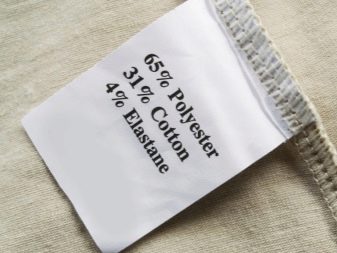 65% Polyester
31% Cotton
4% Elastane